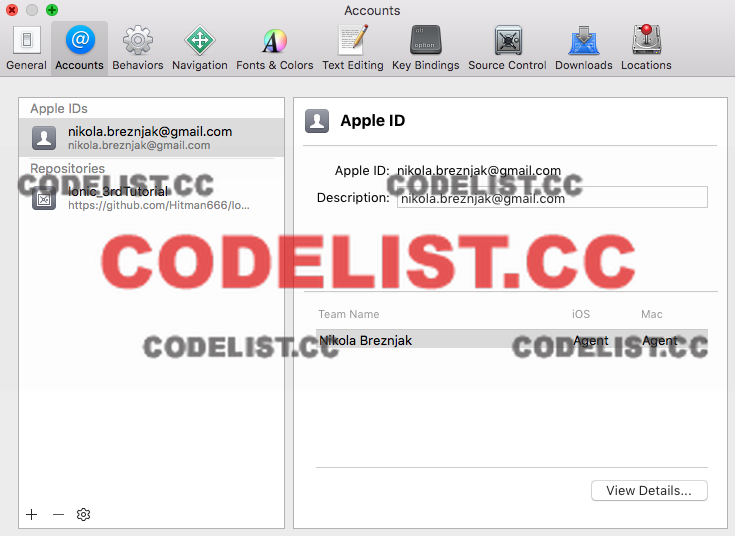 Accounts
General Accounts Behaviors Navigation Fonts & Colors Text Editing Key Bindings Source Control Downloads Locations
option
Apple IDs
nikola.breznjak@gmail.com
nikola.breznjak@gmail.com
Repositories
Ionic_3rdTutorial
https://github.com/Hitman666/Io...
Apple ID
Apple ID: nikola.breznjak@gmail.com
Description: nikola.breznjak@gmail.com
CODELIST.CC
CODELIST.CC
CODELIST.CC
Team Name iOS Mac
Nikola Breznjak Agent Agent
CODELIST.CC
CODELIST.CC
View Details...